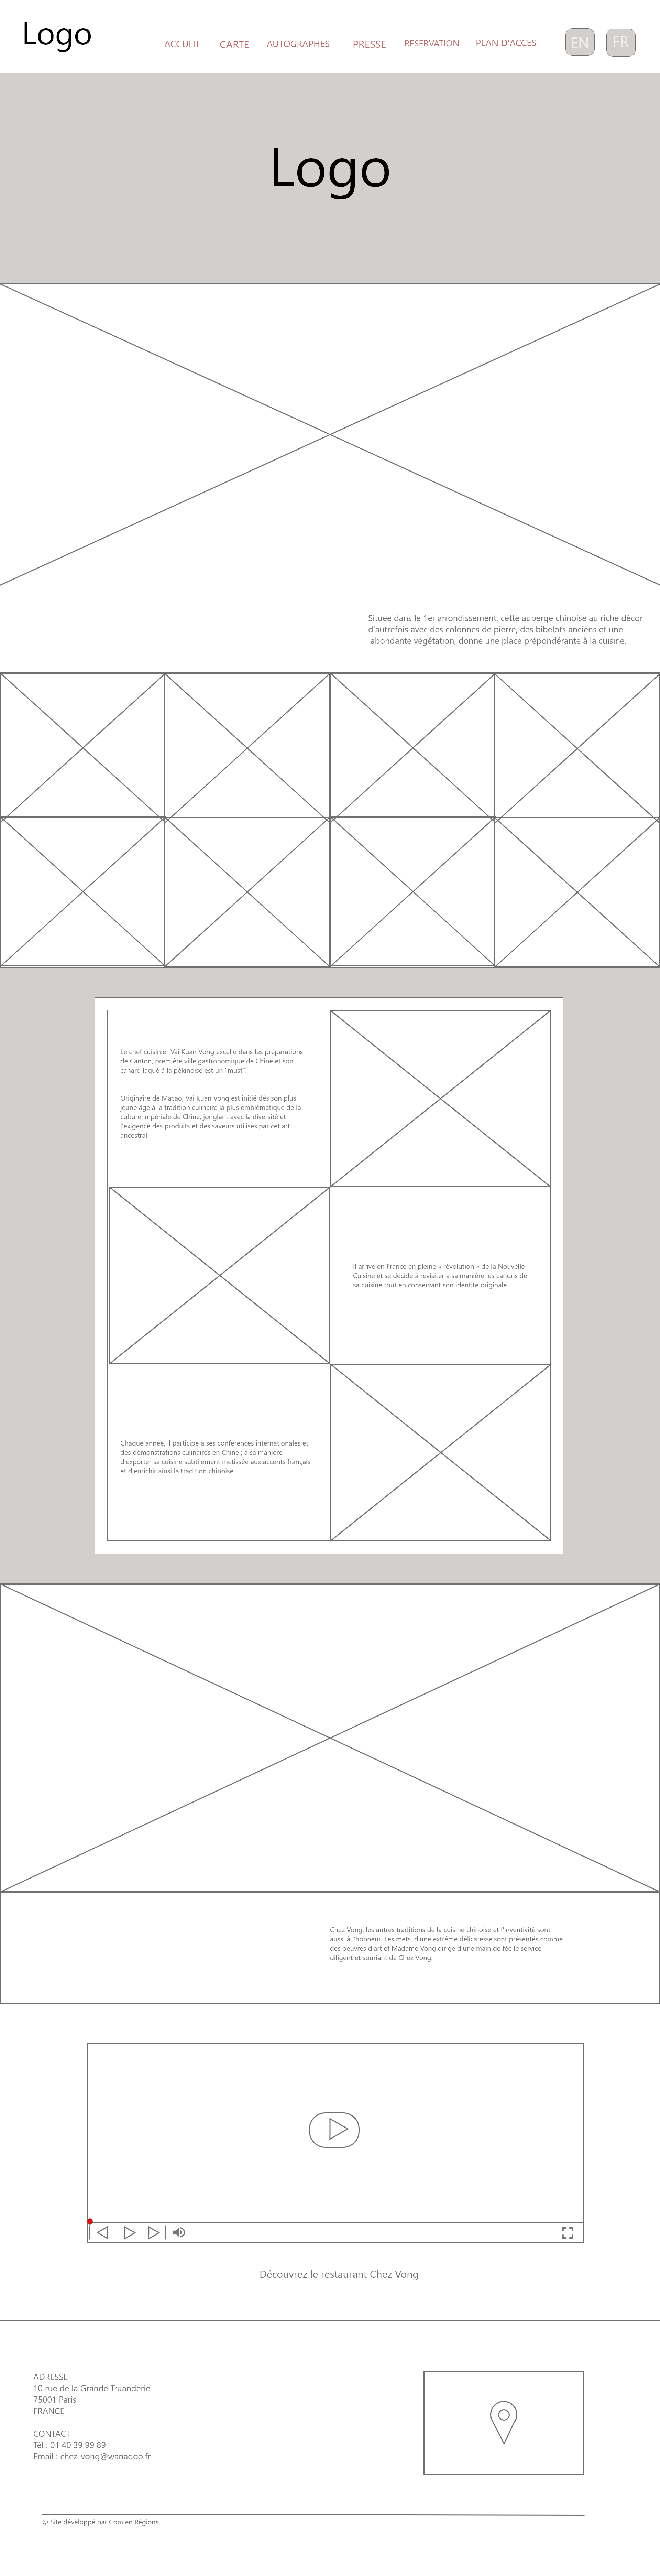 Logo
ACCUEIL
CARTE
AUTOGRAPHES
PRESSE
RESERVATION
PLAN D'ACCES
EN
FR
Logo
Située dans le 1er arrondissement, cette auberge chinoise au riche décor
d'autrefois avec des colonnes de pierre, des bibelots anciens et une
abondante végétation, donne une place prépondérante à la cuisine.
Le chef cuisinier Vai Kuan Vong excelle dans les préparations
de Canton, première ville gastronomique de Chine et son
canard laqué à la pékinoise est un "must".
Originaire de Macao, Vai Kuan Vong est initié dès son plus
jeune âge à la tradition culinaire la plus emblématique de la
culture impériale de Chine, jonglant avec la diversité et
l'exigence des produits et des saveurs utilisés par cet art
ancestral.
Il arrive en France en pleine « révolution » de la Nouvelle
Cuisine et se décide à revisiter à sa manière les canons de
sa cuisine tout en conservant son identité originale.
Chaque année, il participe à ses conférences internationales et
des démonstrations culinaires en Chine ; à sa manière
d'exporter sa cuisine subtilement métissée aux accents français
et d'enrichir ainsi la tradition chinoise.
Chez Vong, les autres traditions de la cuisine chinoise et l'inventivité sont
aussi à l'honneur. Les mets, d'une extrême délicatesse,sont présentés comme
des oeuvres d'art et Madame Vong dirige d'une main de fée le service
diligent et souriant de Chez Vong.
Découvrez le restaurant Chez Vong
ADRESSE
10 rue de la Grande Truanderie
75001 Paris
FRANCE
CONTACT
Tél : 01 40 39 99 89
Email : chez-vong@wanadoo.fr
© Site développé par Com en Régions.